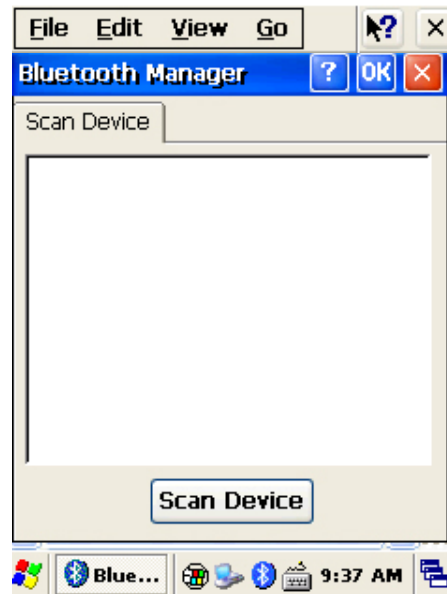 File Edit View Go ? ×
Bluetooth Manager ? OK ×
Scan Device
Scan Device
Blue... 9:37 AM